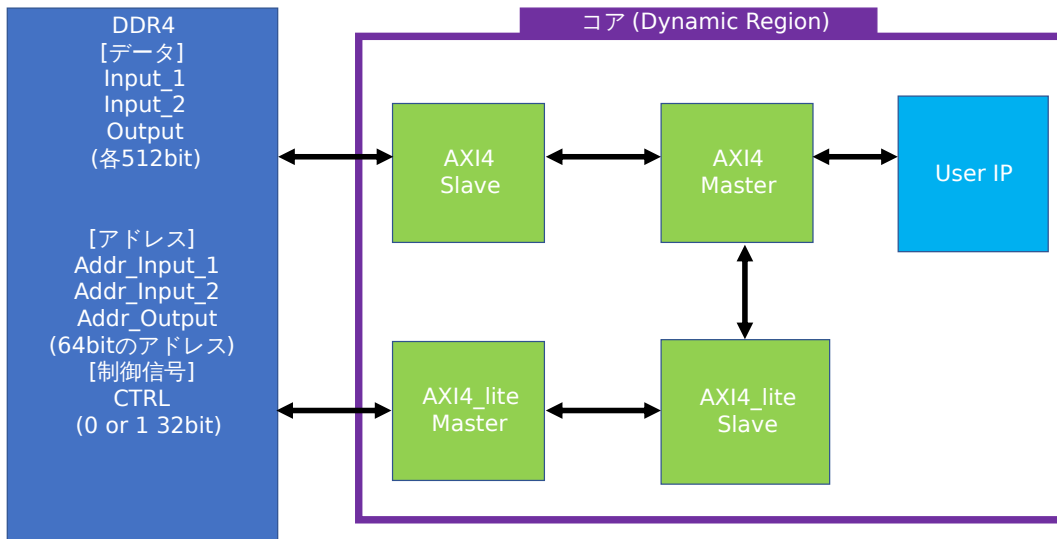 DDR4
[データ]
Input_1
Input_2
Output
(各512bit)
[アドレス]
Addr_Input_1
Addr_Input_2
Addr_Output
(64bitのアドレス)
[制御信号]
CTRL
(0 or 1 32bit)
コア (Dynamic Region)
AXI4
Slave
AXI4
Master
User IP
AXI4_lite
Master
AXI4_lite
Slave